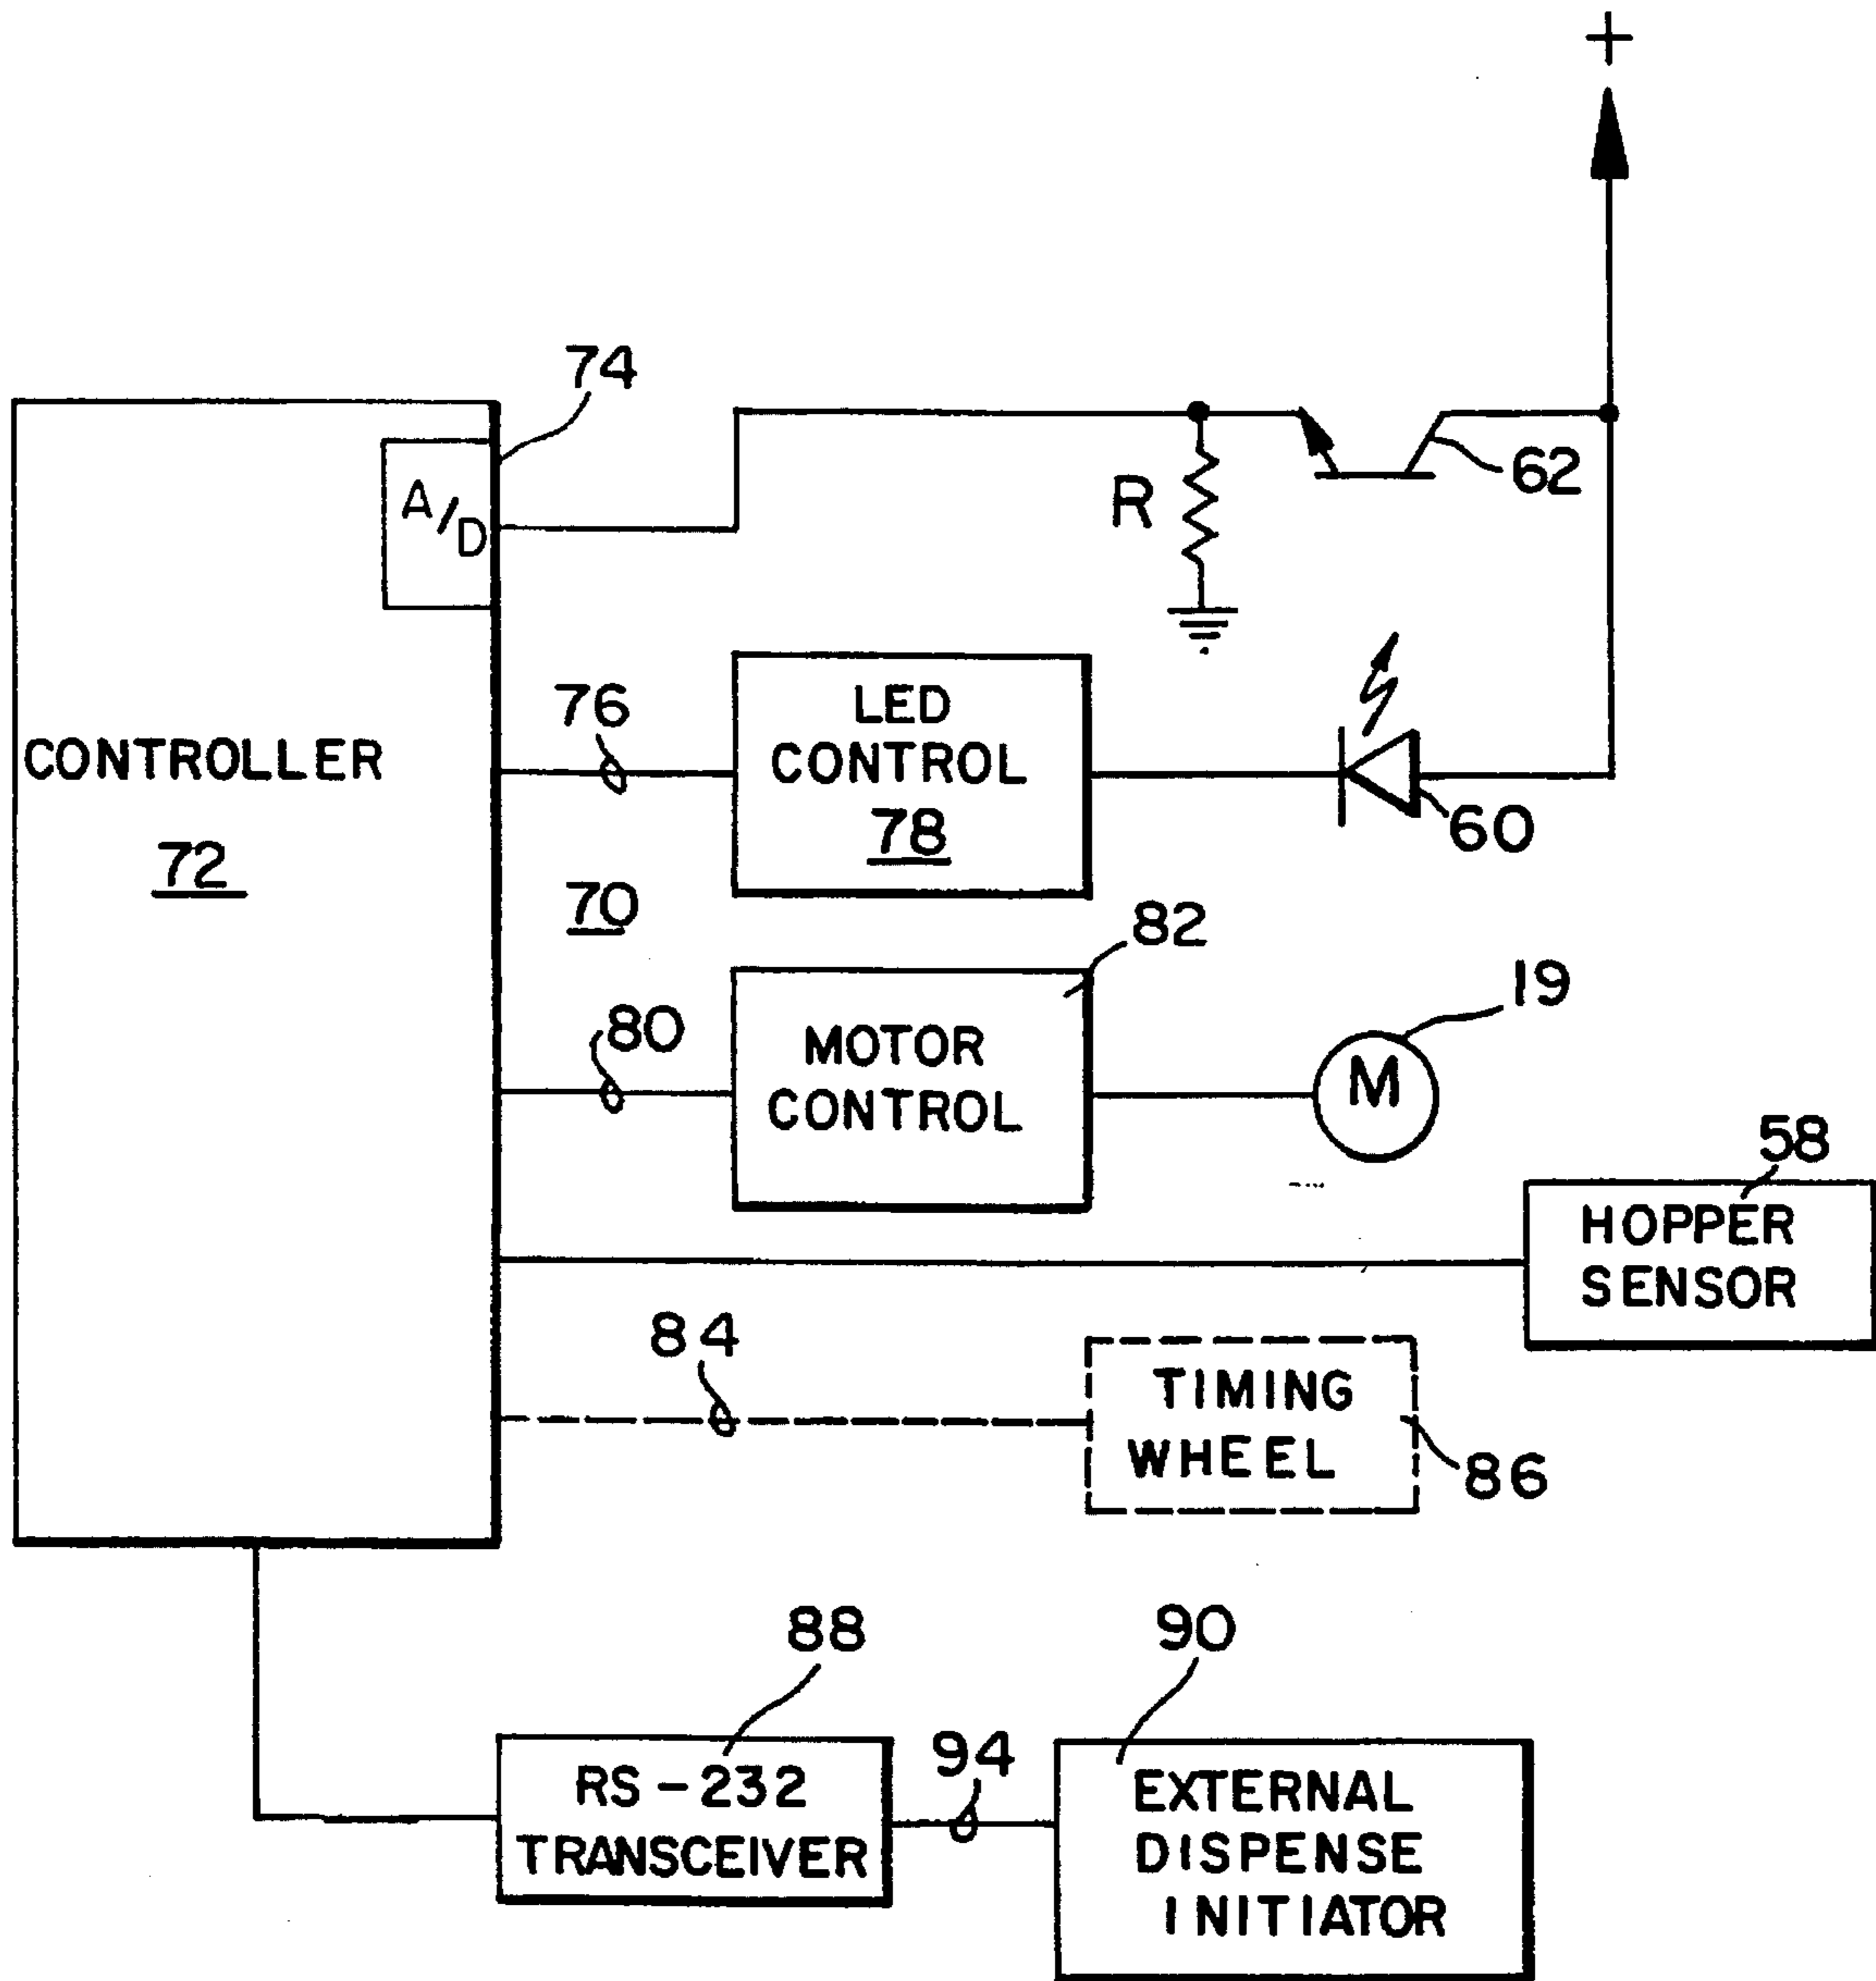 +
74
A/D
R
62
76
LED
CONTROL
78
60
CONTROLLER
72
70
82
80
MOTOR
CONTROL
19
M
58
HOPPER
SENSOR
84
TIMING
WHEEL
86
88
90
RS-232
TRANSCEIVER
94
EXTERNAL
DISPENSE
INITIATOR